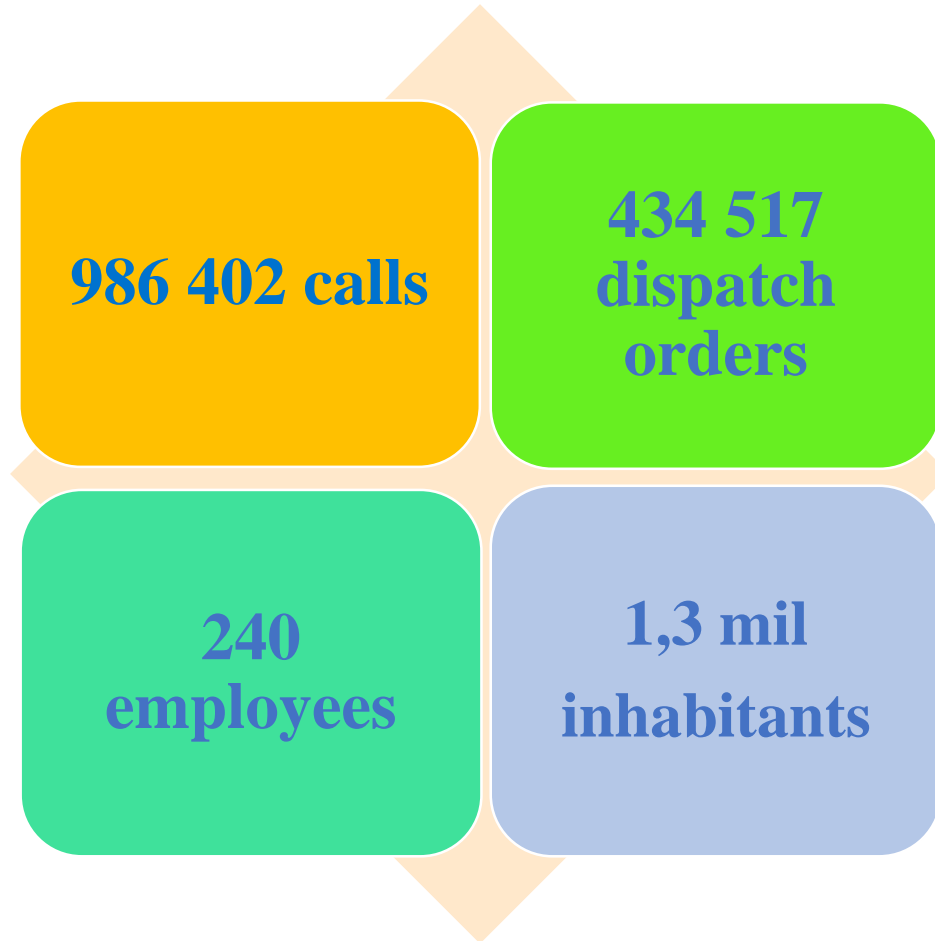 986 402 calls
434 517
dispatch
orders
240
employees
1,3 mil
inhabitants